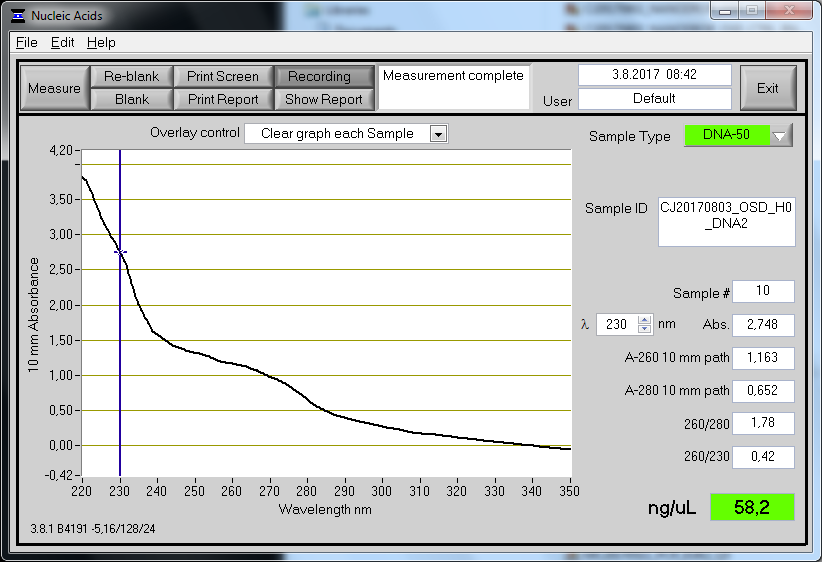 Nucleic Acids
File Edit Help
Measure
Re-blank
Print Screen
Recording
Blank
Print Report
Show Report
Measurement complete
User
3.8.2017 08:42
Default
Exit
Overlay control Clear graph each Sample
Sample Type DNA-50
Sample ID
CJ20170803_OSD_H0
_DNA2
Sample # 10
λ 230 nm Abs. 2,748
A-260 10 mm path 1,163
A-280 10 mm path 0,652
260/280 1,78
260/230 0,42
ng/uL 58,2
10 mm Absorbance
4,20
3,50
3,00
2,50
2,00
1,50
1,00
0,50
0,00
-0,42
220 230 240 250 260 270 280 290 300 310 320 330 340 350
Wavelength nm
3.8.1 B4191 -5,16/128/24